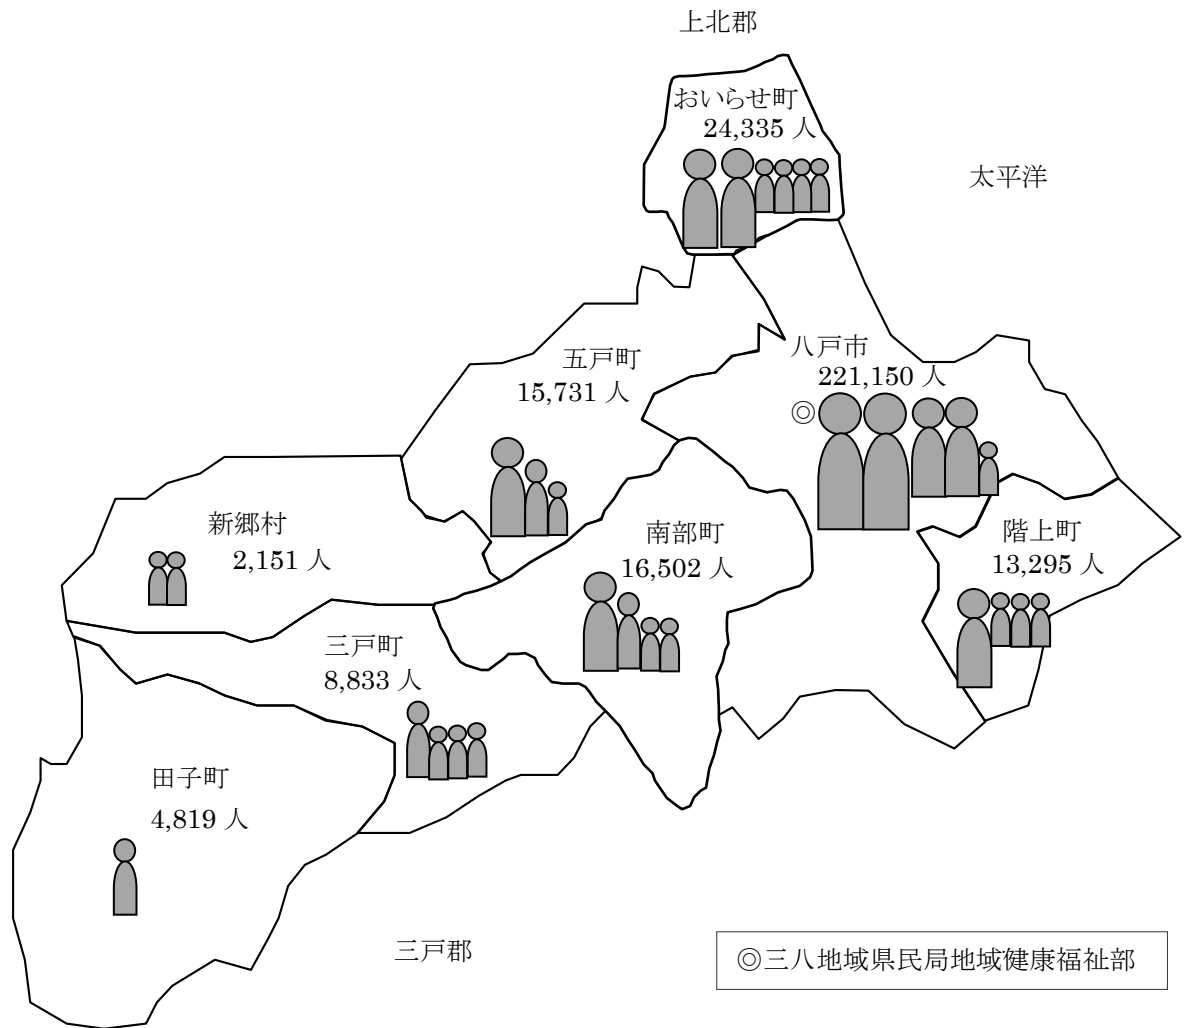 上北郡
おいらせ町
24,335 人
太平洋
八戸市
221,150 人
◎
五戸町
15,731 人
新郷村
2,151 人
南部町
16,502 人
階上町
13,295 人
三戸町
8,833 人
田子町
4,819 人
三戸郡
◎三八地域県民局地域健康福祉部